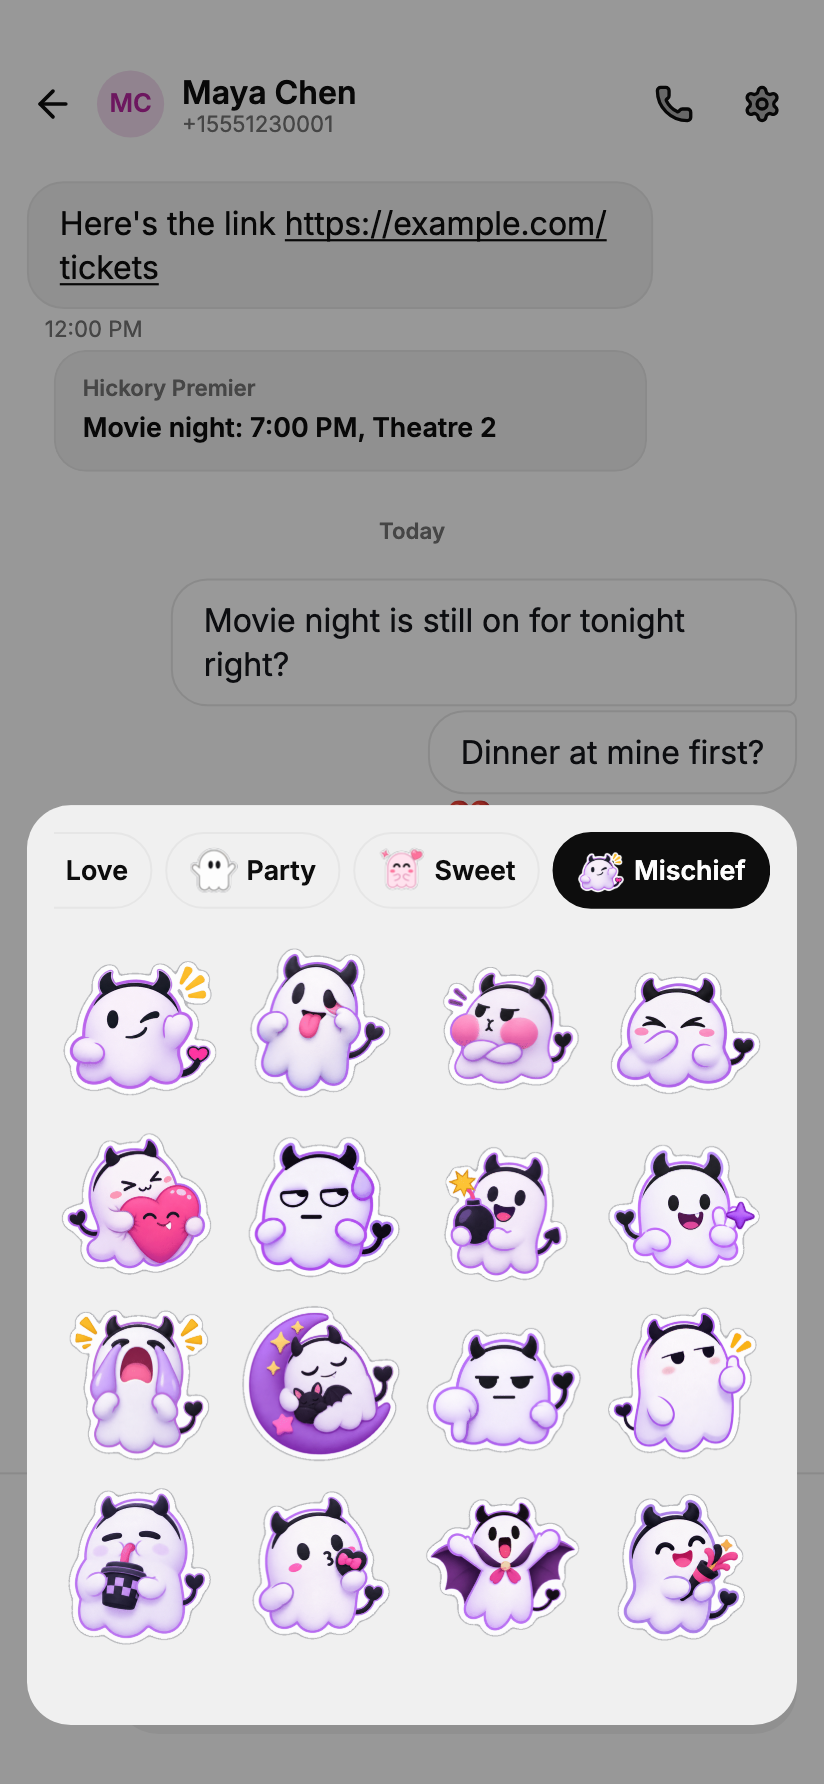 MC
Maya Chen
+15551230001
Here's the link https://example.com/
tickets
12:00 PM
Hickory Premier
Movie night: 7:00 PM, Theatre 2
Today
Movie night is still on for tonight
right?
Dinner at mine first?
Love
Party
Sweet
Mischief